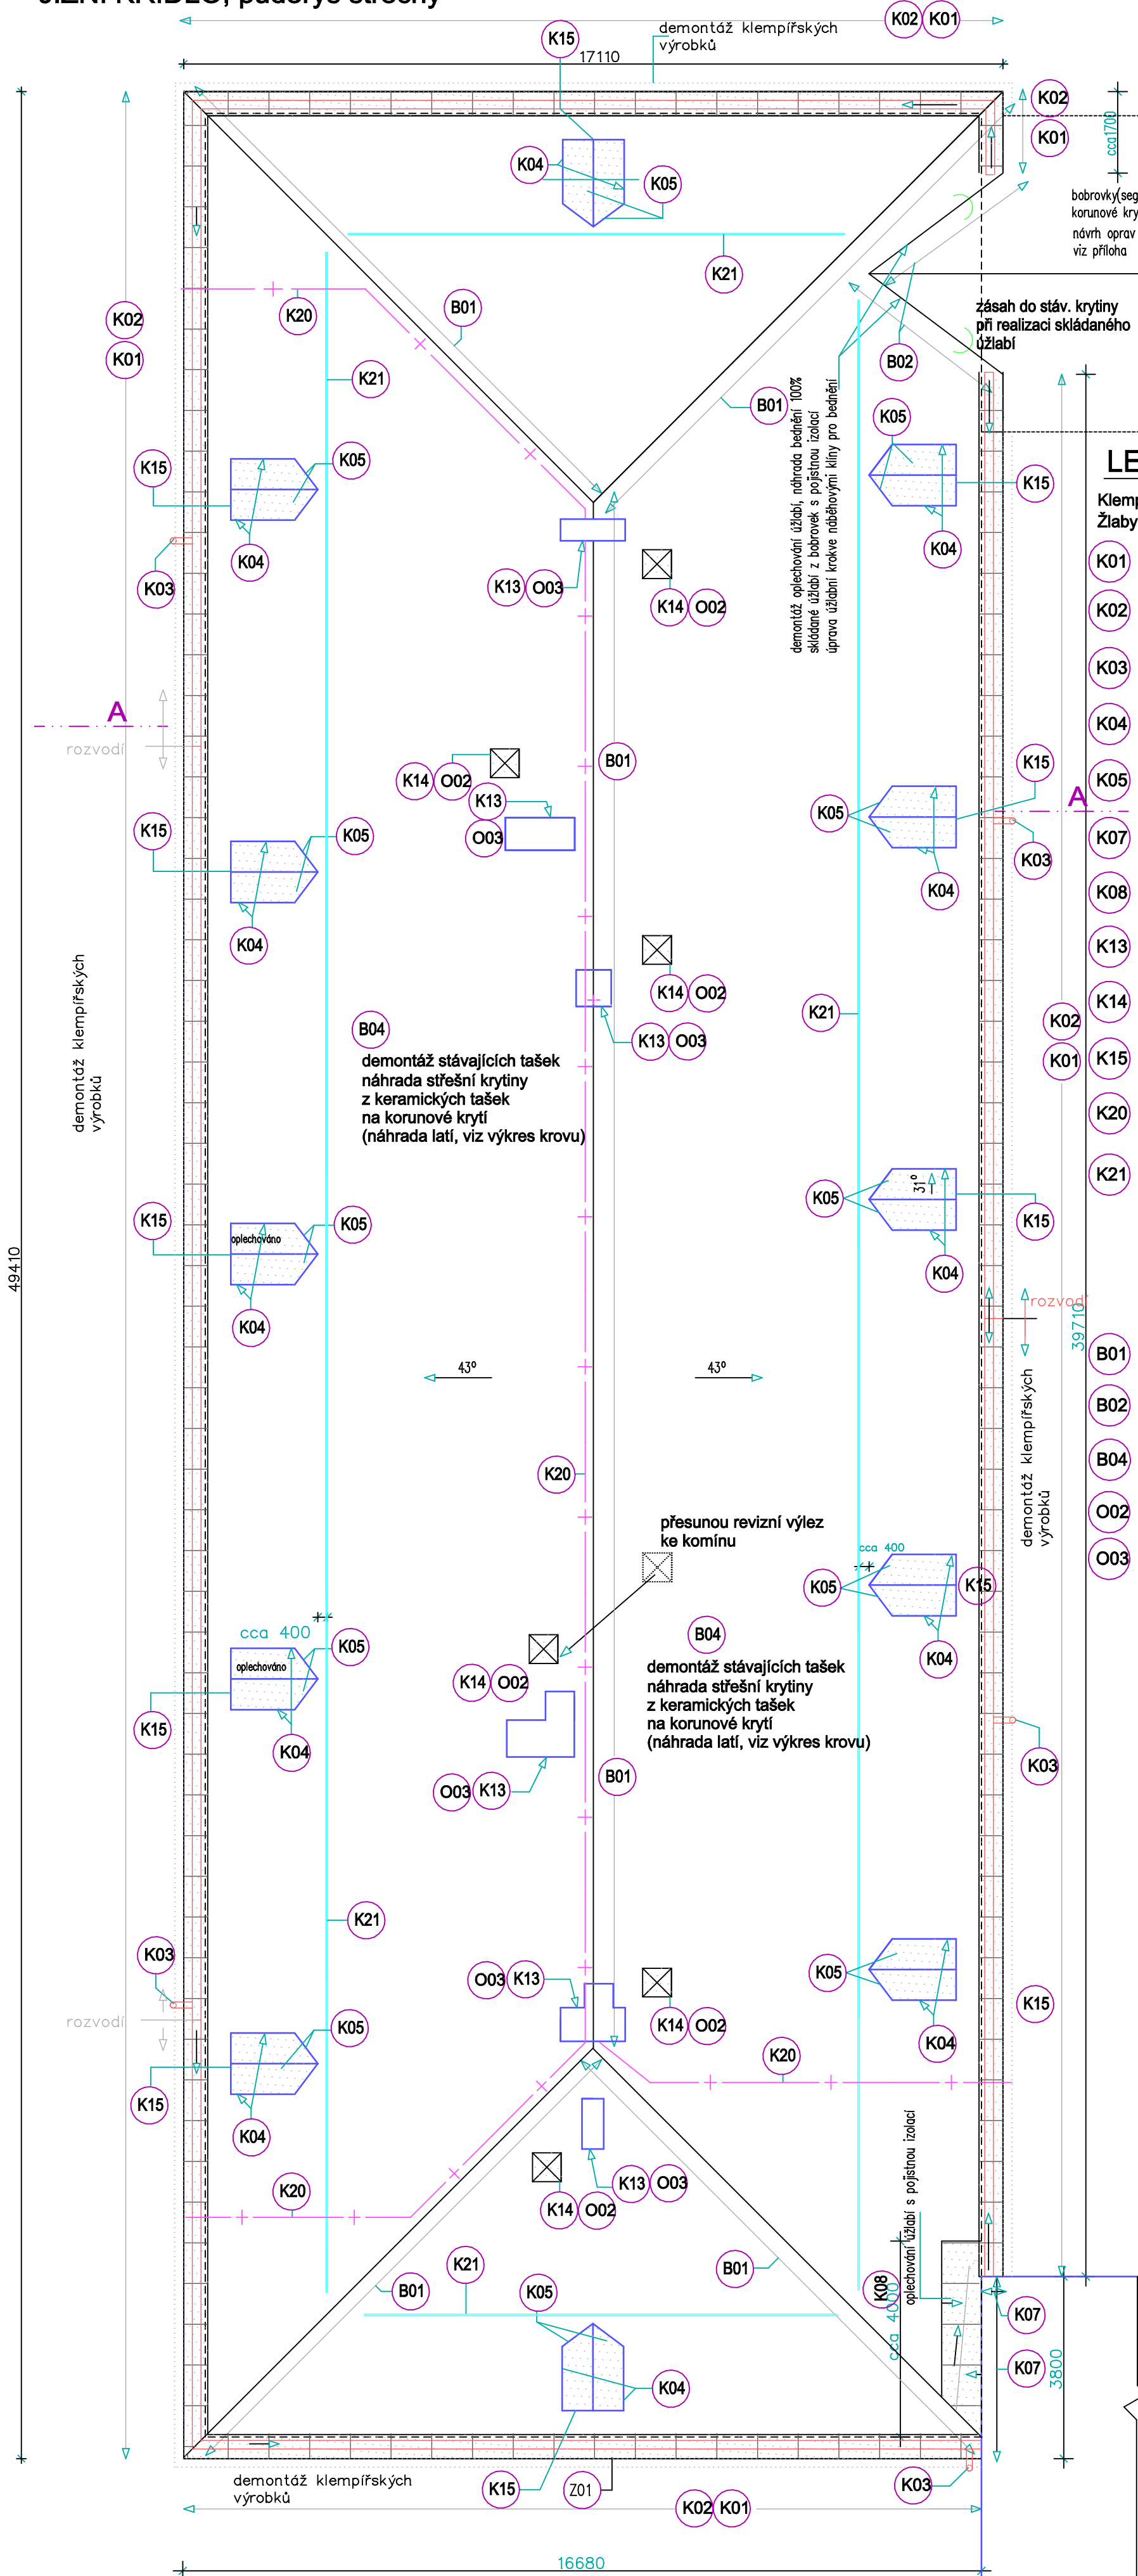 K02 K01
K15
demontáž klempířských
výrobků
17110
K02
K01
cca1700
K04
K05
K21
K20
B01
K02
K01
K21
B01
B02
bobrovky(seg
korunové kry
návrh oprav
viz příloha
zásah do stáv. krytiny
při realizaci skládaného
úžlabí
demontáž oplechování úžlabí, náhrada bednění 100%
skládané úžlabí z bobrovek s pojistnou izolací
úprava úžlabní krokve náběhovými klíny pro bednění
K05
K15
K05
K04
K03
K04
K15
K13 O03
K14 O02
LE
Klemp
Žlaby
K01
K02
K03
K04
K05
K07
K08
K13
K14
K15
K20
K21
B01
B02
B04
O02
O03
A
rozvodí
K14 O02
K13
O03
B01
K15
K05
K04
K05
K15
A
K03
K04
K14 O02
K13 O03
K21
K02
K01
demontáž klempířských
výrobků
B04
demontáž stávajících tašek
náhrada střešní krytiny
z keramických tašek
na korunové krytí
(náhrada latí, viz výkres krovu)
49410
K15
K05
oplechováno
K04
K05
31°
K15
K04
rozvodí
39710
43°
43°
demontáž klempířských
výrobků
K20
přesunou revizní výlez
ke komínu
cca 400
K05
K15
K04
cca 400
K05
oplechováno
K15
K04
K14 O02
O03 K13
B04
demontáž stávajících tašek
náhrada střešní krytiny
z keramických tašek
na korunové krytí
(náhrada latí, viz výkres krovu)
B01
K03
K21
K03
rozvodí
K05
K15
K04
O03 K13
K14 O02
K05
K15
K04
K20
K20
K13 O03
K14 O02
oplechování úžlabí s pojistnou izolací
K21
B01
K05
B01
K08
cca 4000
K07
K07
3800
K04
K15
Z01
K03
demontáž klempířských
výrobků
K02 K01
16680